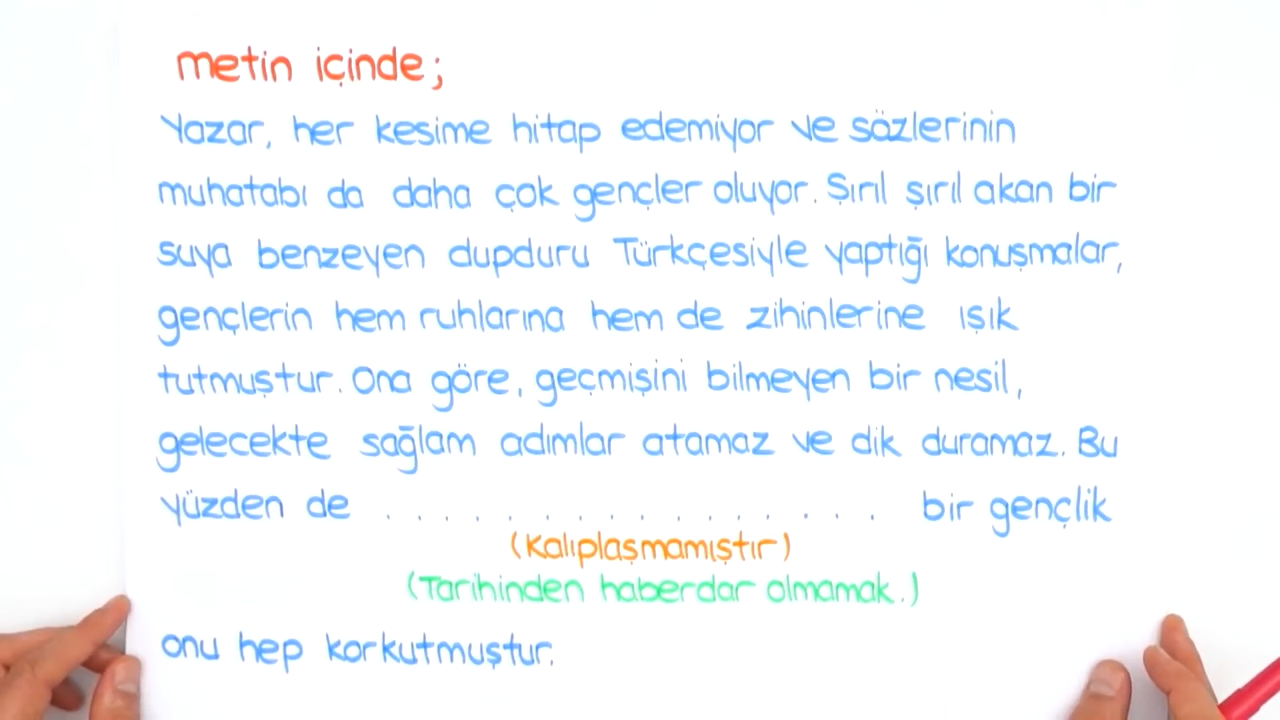 metin içinde;
Yazar, her kesime hitap edemiyor ve sözlerinin
muhatabı da daha çok gençler oluyor. Şırıl şırıl akan bir
suya benzeyen dupduru Türkçesiyle yaptığı konuşmalar,
gençlerin hem ruhlarına hem de zihinlerine ışık
tutmuştur. Ona göre, geçmişini bilmeyen bir nesil,
gelecekte sağlam adımlar atamaz ve dik duramaz. Bu
yüzden de . . . . . . . . . . . . . . . . . bir gençlik
(Kalıplaşmamıştır)
(Tarihinden haberdar olmamak.)
onu hep korkutmuştur.